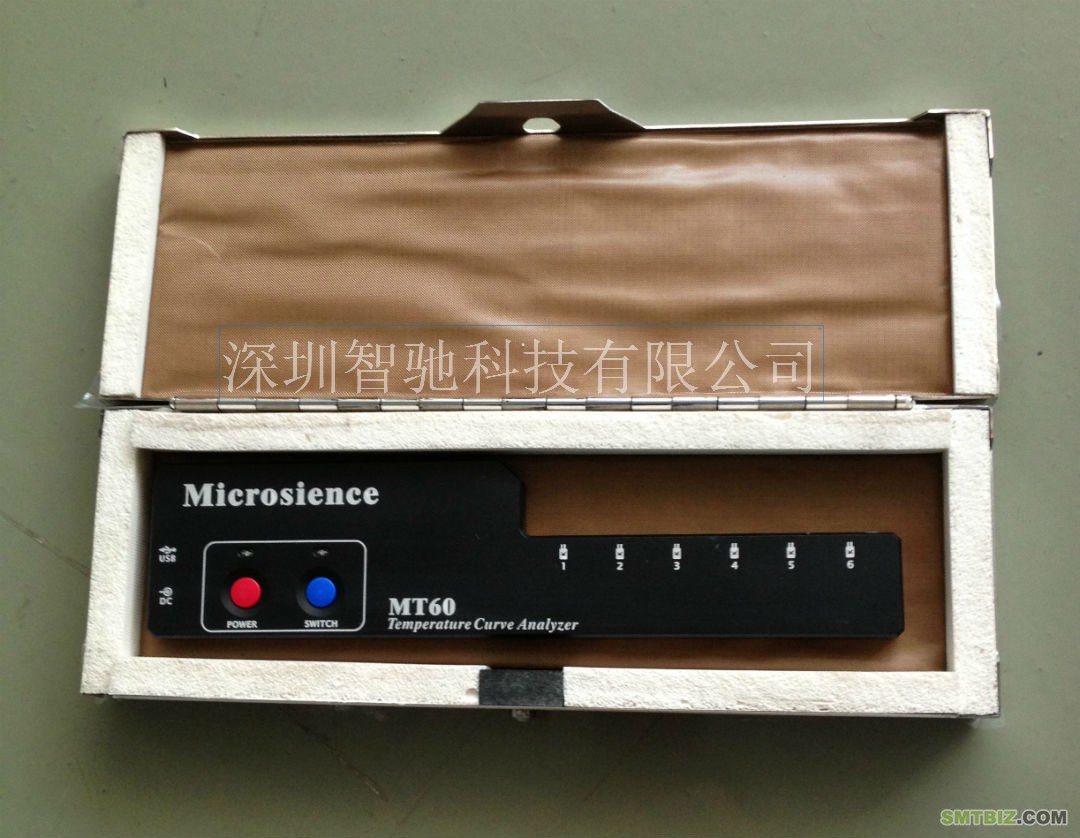 深圳智驰科技有限公司
Microsience
USB
DC
POWER
SWITCH
MT60
Temperature Curve Analyzer
1 2 3 4 5 6
SMTBIZ.COM